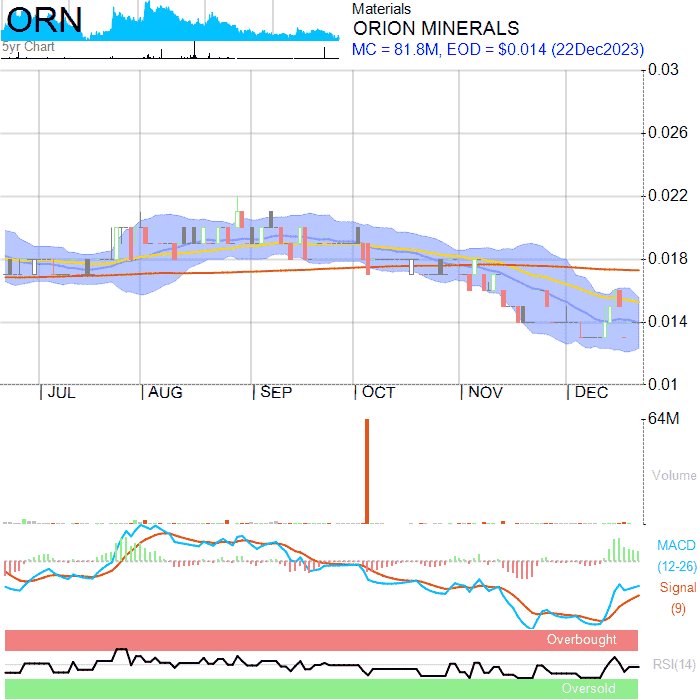 ORN
5yr Chart
Materials
ORION MINERALS
MC = 81.8M, EOD = $0.014 (22Dec2023)
0.03
0.026
0.022
0.018
0.014
0.01
JUL AUG SEP OCT NOV DEC
64M
Volume
MACD
(12-26)
Signal
(9)
Overbought
RSI(14)
Oversold